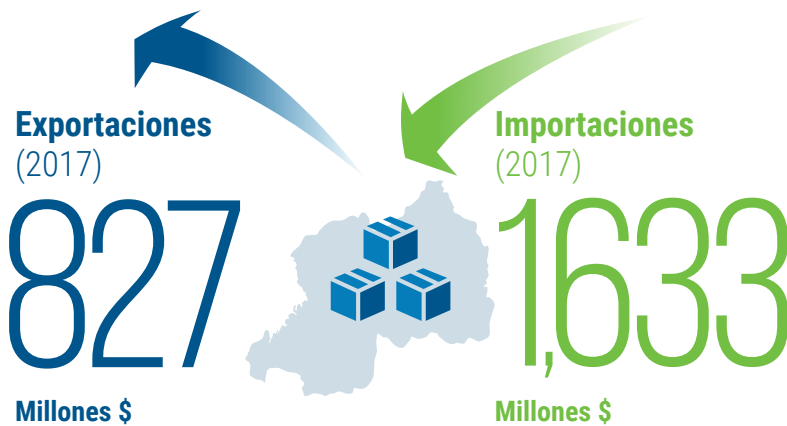 Exportaciones
(2017)
827
Millones $
Importaciones
(2017)
1,633
Millones $